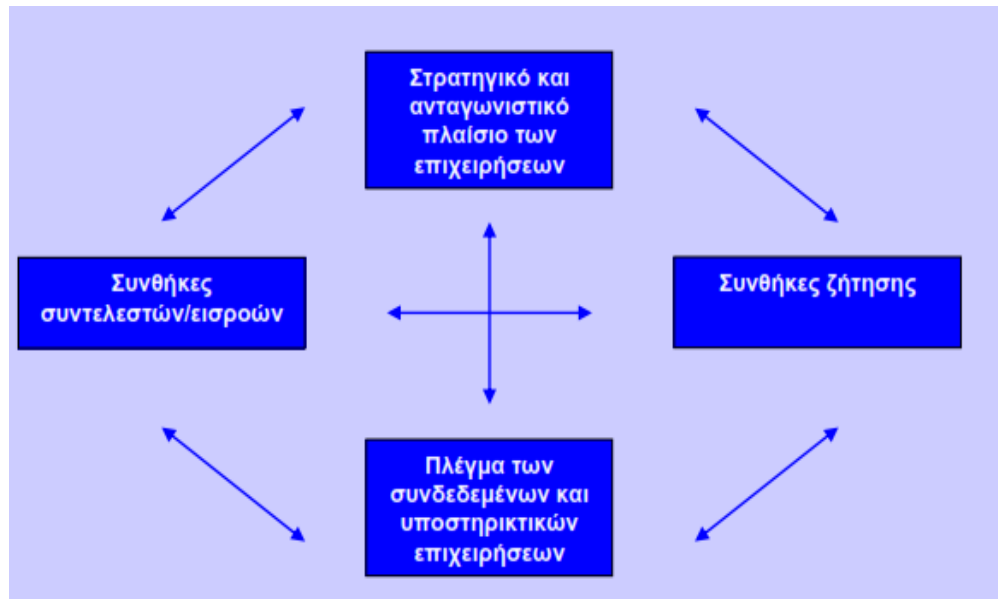 Στρατηγικό και
ανταγωνιστικό
πλαίσιο των
επιχειρήσεων
Συνθήκες
συντελεστών/εισροών
Συνθήκες ζήτησης
Πλέγμα των
συνδεδεμένων και
υποστηρικτικών
επιχειρήσεων